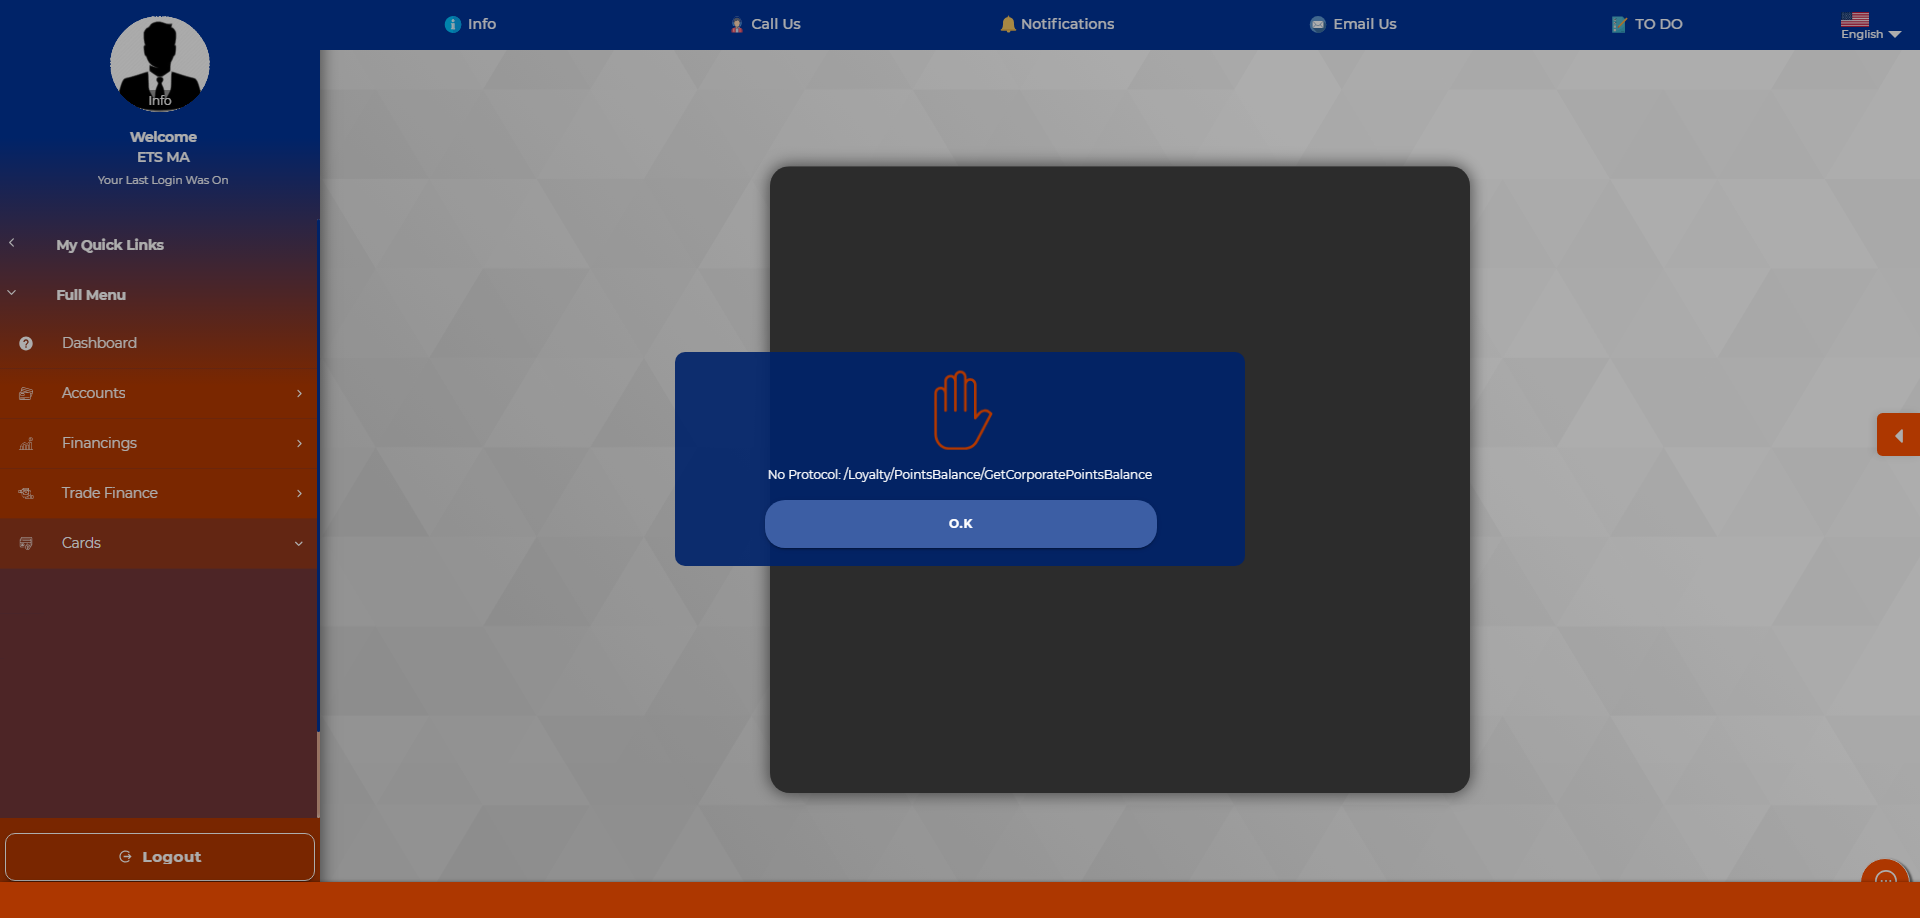 Info
Call Us
Notifications
Email Us
TO DO
English
Info
Welcome
ETS MA
Your Last Login Was On
My Quick Links
Full Menu
Dashboard
Accounts
Financings
Trade Finance
Cards
Logout
No Protocol: /Loyalty/PointsBalance/GetCorporatePointsBalance
O.K